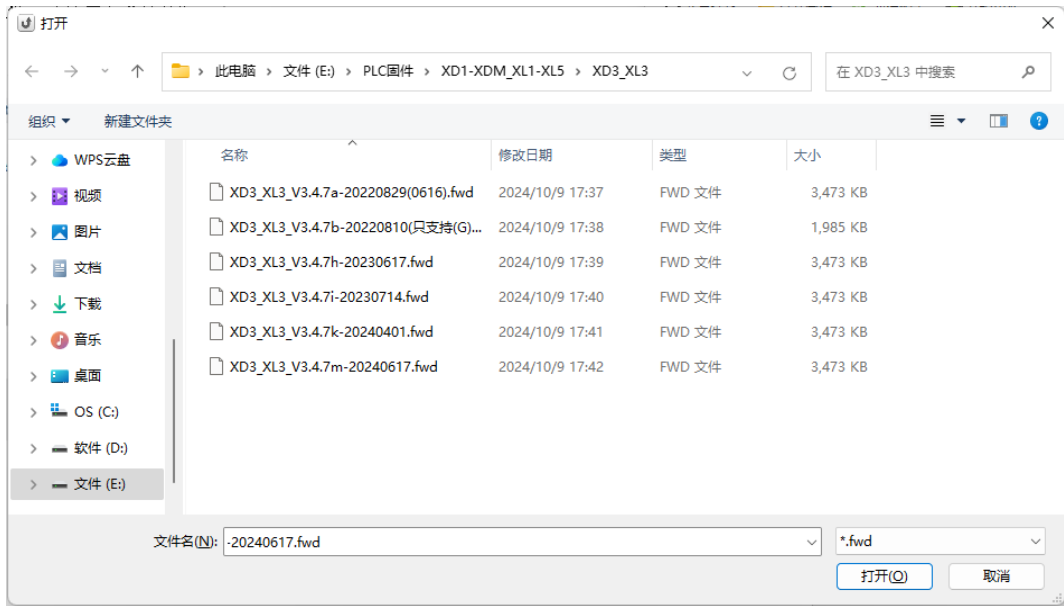 打开
此电脑 > 文件 (E:) > PLC固件 > XD1-XDM_XL1-XL5 > XD3_XL3
在 XD3_XL3 中搜索
组织 新建文件夹
名称 修改日期 类型 大小
WPS云盘
视频
图片
文档
下载
音乐
桌面
OS (C:)
软件 (D:)
文件 (E:)
XD3_XL3_V3.4.7a-20220829(0616).fwd 2024/10/9 17:37 FWD 文件 3,473 KB
XD3_XL3_V3.4.7b-20220810(只支持(G)... 2024/10/9 17:38 FWD 文件 1,985 KB
XD3_XL3_V3.4.7h-20230617.fwd 2024/10/9 17:39 FWD 文件 3,473 KB
XD3_XL3_V3.4.7i-20230714.fwd 2024/10/9 17:40 FWD 文件 3,473 KB
XD3_XL3_V3.4.7k-20240401.fwd 2024/10/9 17:41 FWD 文件 3,473 KB
XD3_XL3_V3.4.7m-20240617.fwd 2024/10/9 17:42 FWD 文件 3,473 KB
文件名(N): -20240617.fwd *.fwd
打开(O) 取消